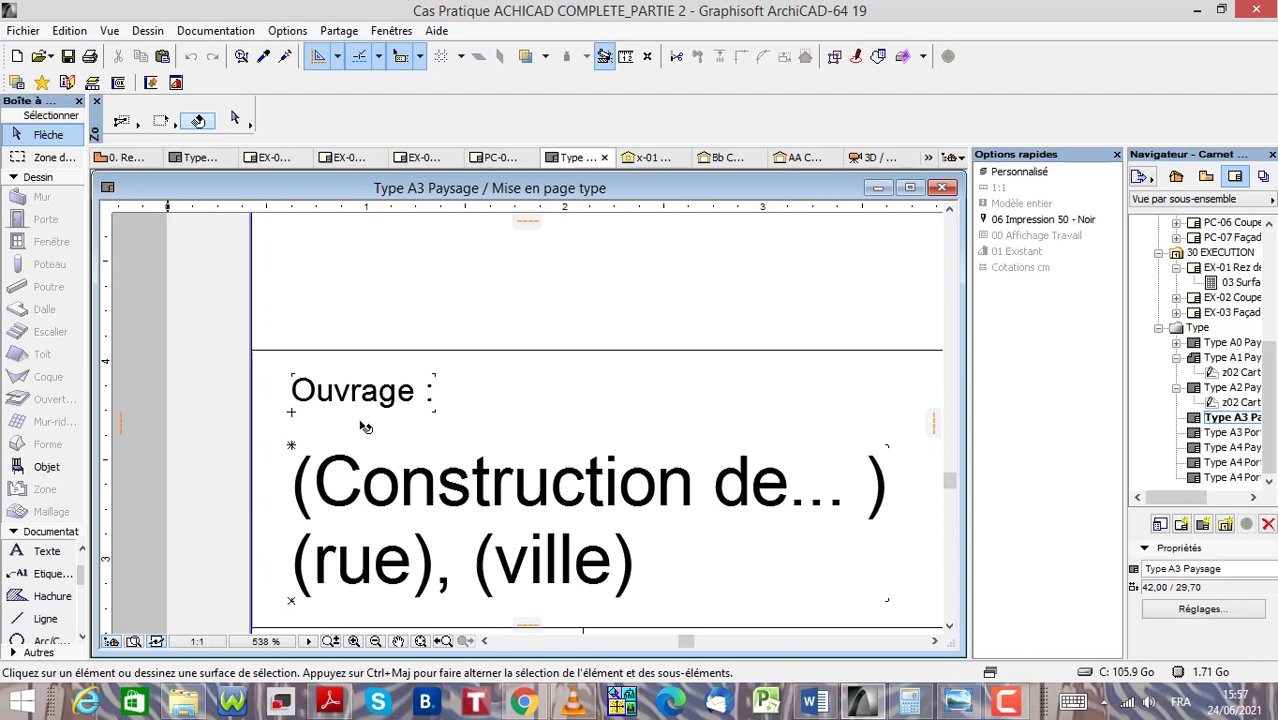 Cas Pratique ACHICAD COMPLETE_PARTIE 2 - Graphisoft ArchiCAD-64 19
Fichier Edition Vue Dessin Documentation Options Partage Fenêtres Aide
Boîte à ...
Sélectionner
Flèche
Zone d...
Dessin
Mur
Porte
Fenêtre
Poteau
Poutre
Dalle
Escalier
Toit
Coque
Ouvert...
Mur-rid...
Forme
Objet
Zone
Maillage
Documentat
Texte
Etique...
Hachure
Ligne
Arc/C...
Autres
0. Re... Type... EX-0... EX-0... EX-0... PC-0... Type ... x-01 ... Bb C... AA C... 3D / ...
Type A3 Paysage / Mise en page type
1 2 3
4
3
Ouvrage :
(Construction de... )
(rue), (ville)
1:1 538 %
Options rapides
Personnalisé
1:1
Modèle entier
06 Impression 50 - Noir
00 Affichage Travail
01 Existant
Cotations cm
Navigateur - Carnet ...
Vue par sous-ensemble
PC-06 Coupe
PC-07 Façad
30 EXECUTION
EX-01 Rez de
03 Surfa
EX-02 Coupe
EX-03 Façad
Type
Type A0 Pay
Type A1 Pay
z02 Cart
Type A2 Pay
z02 Cart
Type A3 Pa
Type A3 Port
Type A4 Pay
Type A4 Port
Type A4 Port
Propriétés
Type A3 Paysage
42,00 / 29,70
Réglages...
Cliquez sur un élément ou dessinez une surface de sélection. Appuyez sur Ctrl+Maj pour faire alterner la sélection de l'élément et des sous-éléments.
C: 105.9 Go 1.71 Go
FRA
15:57
24/06/2021